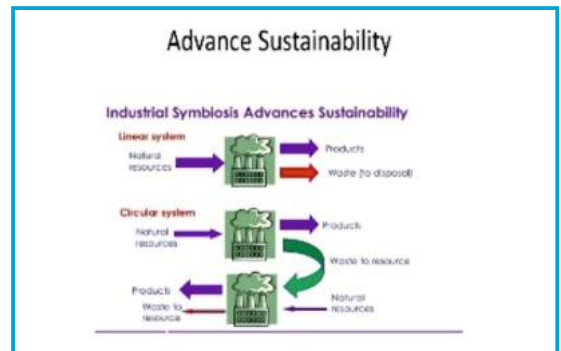 Advance Sustainability
Industrial Symbiosis Advances Sustainability
Linear system
Natural
resources
Products
Waste (to disposal)
Circular system
Natural
resources
Products
Waste to resource
Products
Waste to
resource
Natural
resources